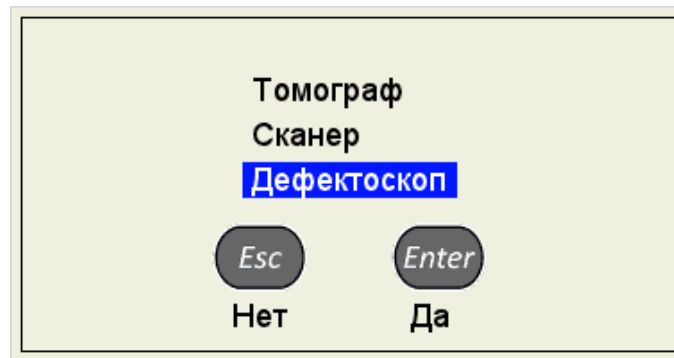 Томограф
Сканер
Дефектоскоп
Esc Enter
Нет Да